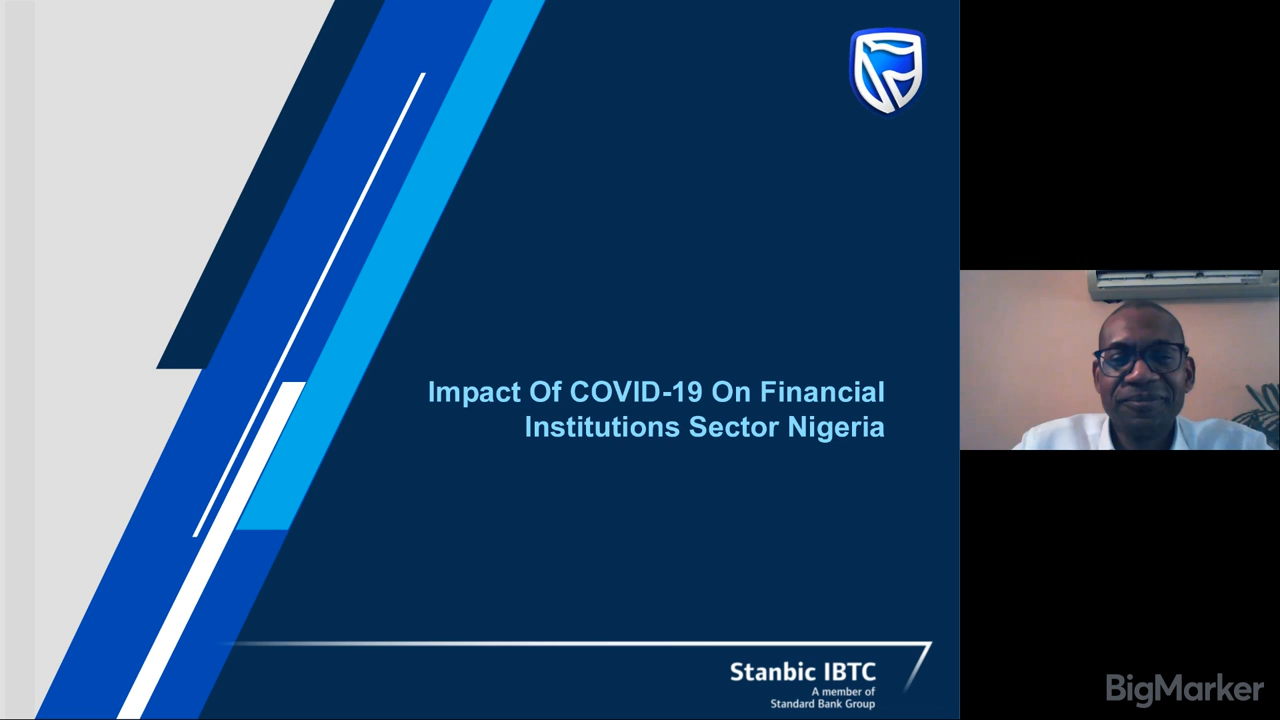 Impact Of COVID-19 On Financial
Institutions Sector Nigeria
Stanbic IBTC
A member of
Standard Bank Group
BigMarker